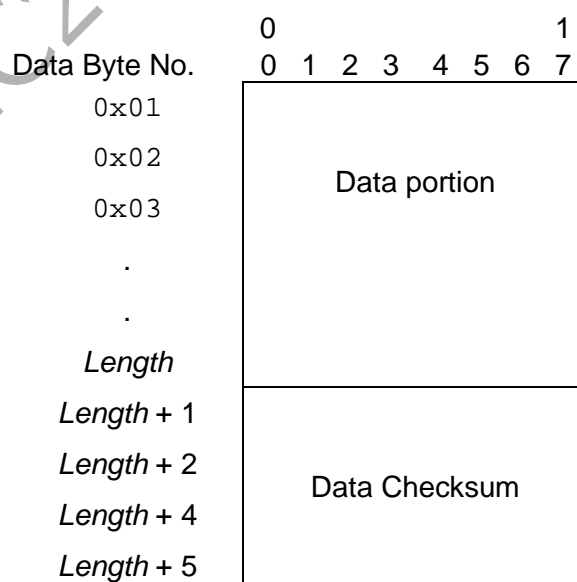 0 1
Data Byte No. 0 1 2 3 4 5 6 7
0x01
0x02
Data portion
0x03
.
.
Length
Length + 1
Length + 2
Data Checksum
Length + 4
Length + 5